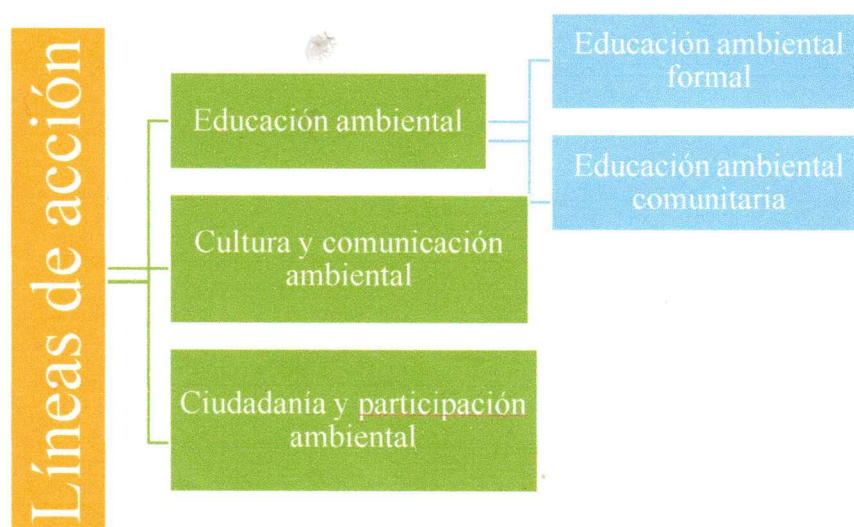 Líneas de acción
Educación ambiental
Educación ambiental
formal
Educación ambiental
comunitaria
Cultura y comunicación
ambiental
Ciudadanía y participación
ambiental